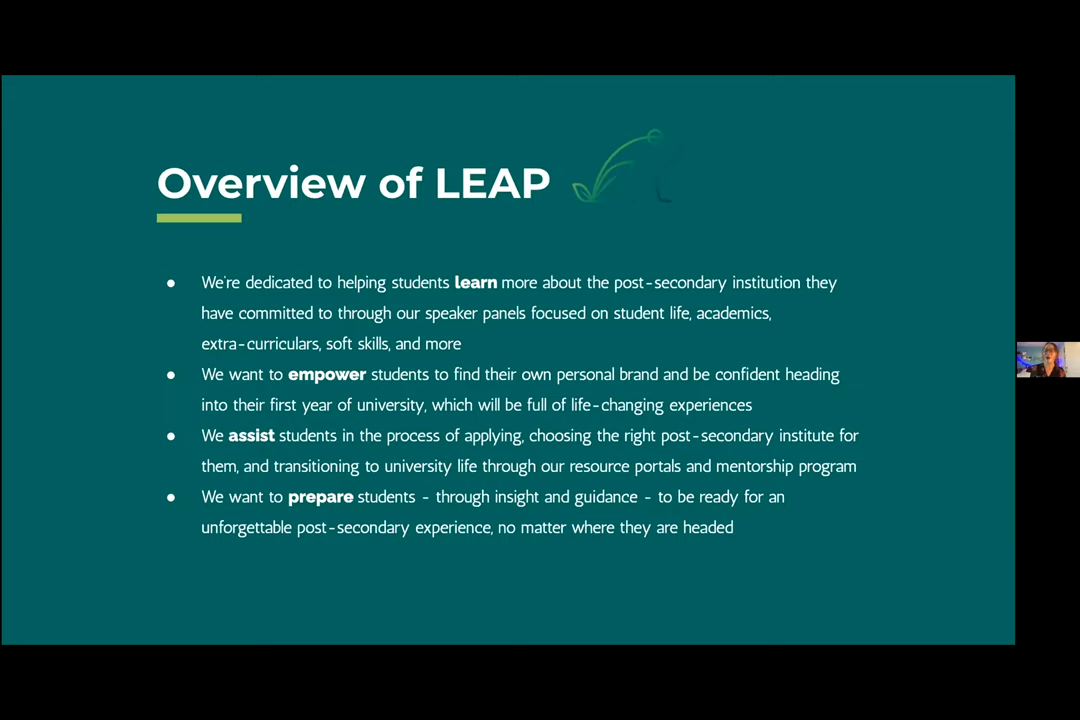 Overview of LEAP
● We're dedicated to helping students learn more about the post-secondary institution they
have committed to through our speaker panels focused on student life, academics,
extra-curriculars, soft skills, and more
● We want to empower students to find their own personal brand and be confident heading
into their first year of university, which will be full of life-changing experiences
● We assist students in the process of applying, choosing the right post-secondary institute for
them, and transitioning to university life through our resource portals and mentorship program
● We want to prepare students - through insight and guidance - to be ready for an
unforgettable post-secondary experience, no matter where they are headed